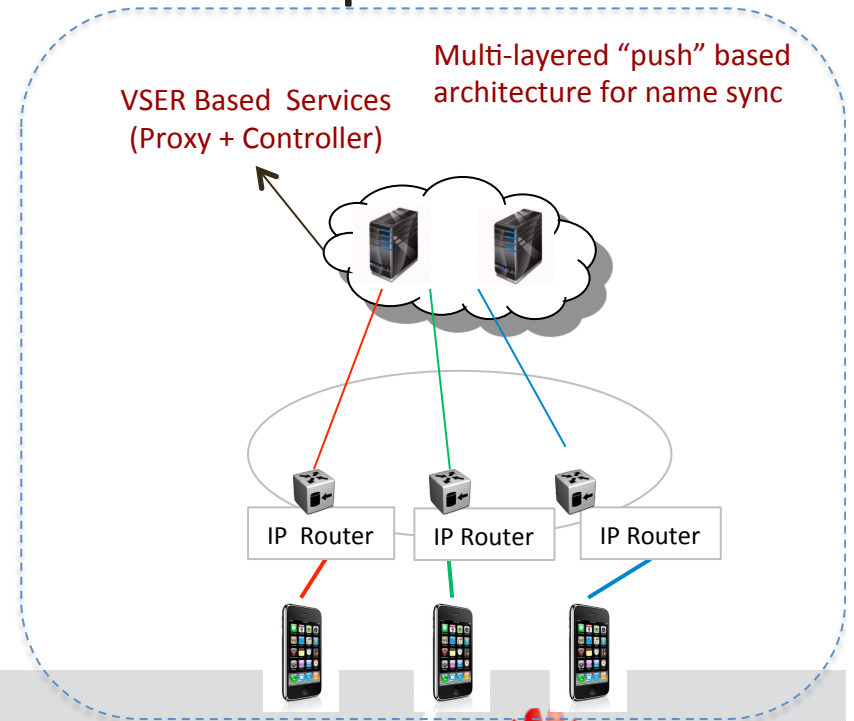 VSER Based  Services
(Proxy + Controller)
Multi-layered “push” based
architecture for name sync
IP  Router
IP Router
IP Router